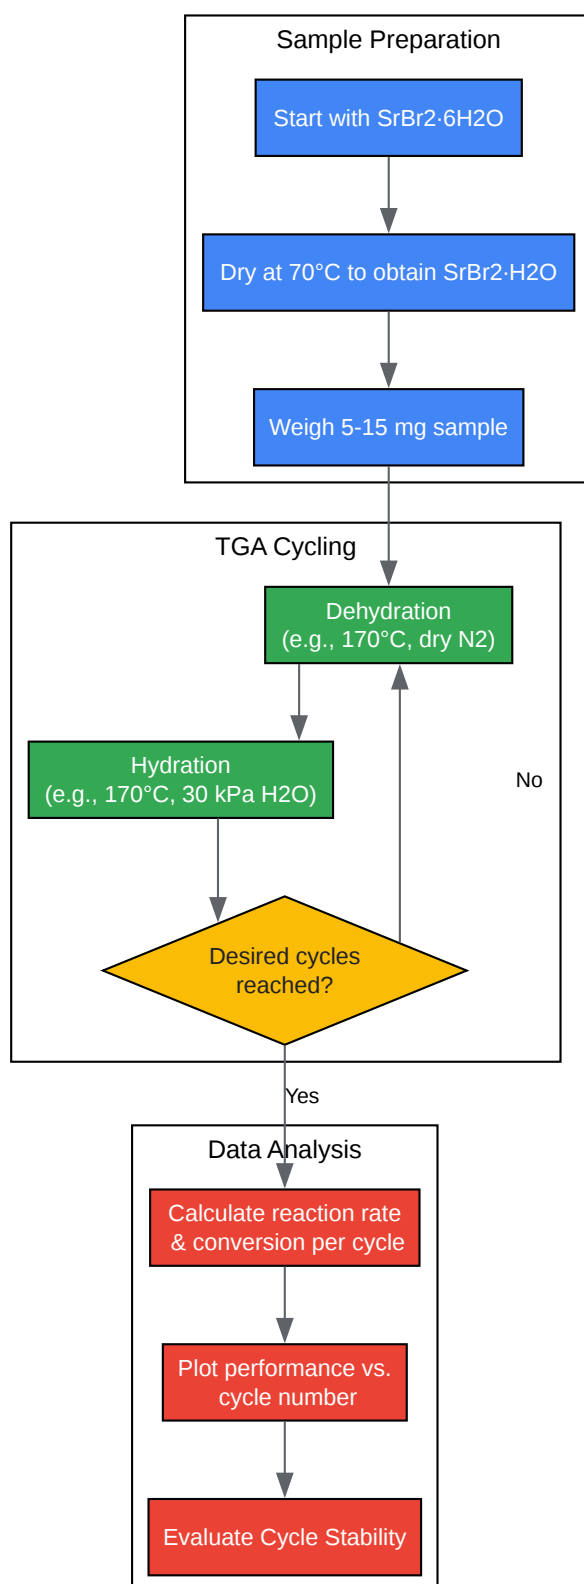 Sample Preparation
Start with SrBr2·6H2O
Dry at 70°C to obtain SrBr2·H2O
Weigh 5-15 mg sample
TGA Cycling
Dehydration
(e.g., 170°C, dry N2)
Hydration
(e.g., 170°C, 30 kPa H2O)
No
Desired cycles
reached?
Yes
Data Analysis
Calculate reaction rate
& conversion per cycle
Plot performance vs.
cycle number
Evaluate Cycle Stability